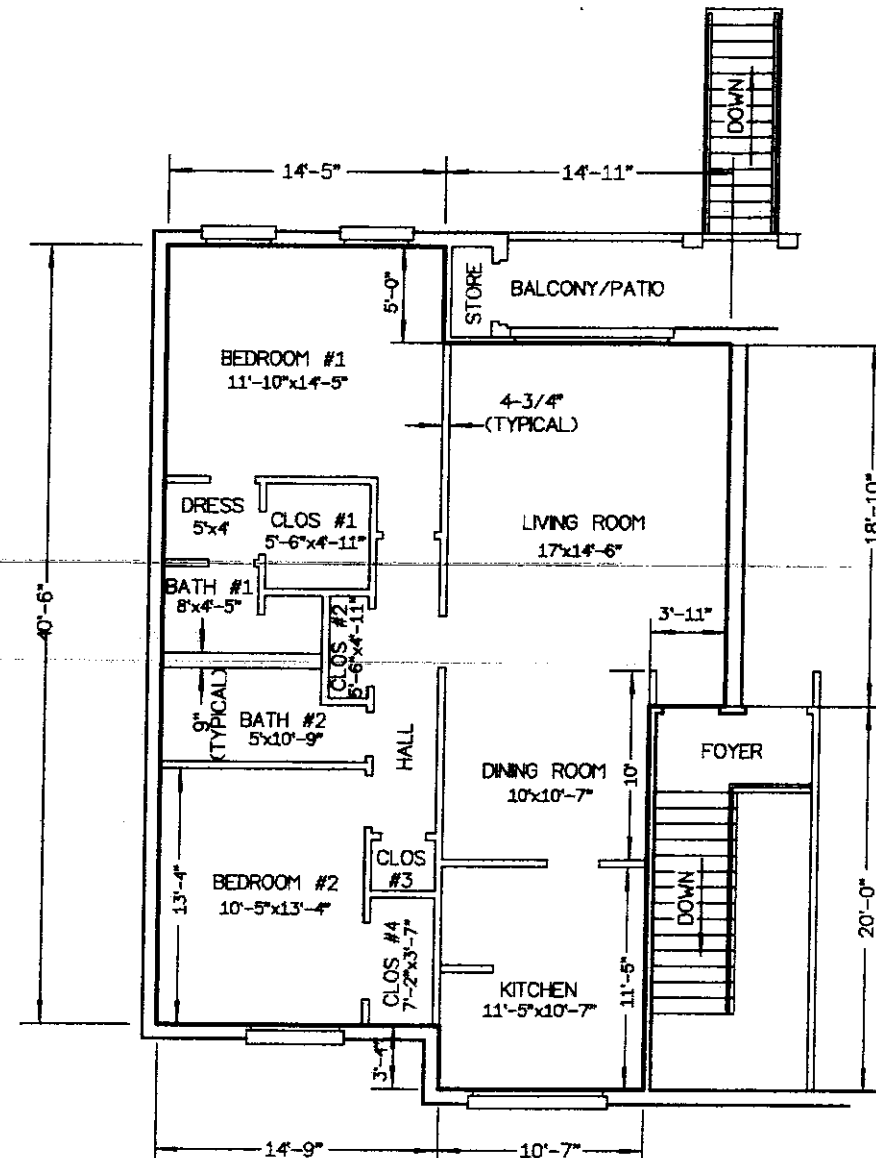 DOWN
14'-5"
14'-11"
5'-0"
STORE
BALCONY/PATIO
BEDROOM #1
11'-10"x14'-5"
4-3/4"
(TYPICAL)
DRESS
5'x4'
CLOS #1
5'-6"x4'-11"
LIVING ROOM
17'x14'-6"
18'-10"
40'-6"
BATH #1
8'x4'-5"
CLOS #2
5'-6"x4'-11"
3'-11"
9"
(TYPICAL)
BATH #2
5'x10'-9"
HALL
DINING ROOM
10'x10'-7"
10'
FOYER
CLOS
#3
BEDROOM #2
10'-5"x13'-4"
13'-4"
CLOS #4
7'-2"x3'-7"
KITCHEN
11'-5"x10'-7"
11'-5"
DOWN
20'-0"
3'-4"
14'-9"
10'-7"